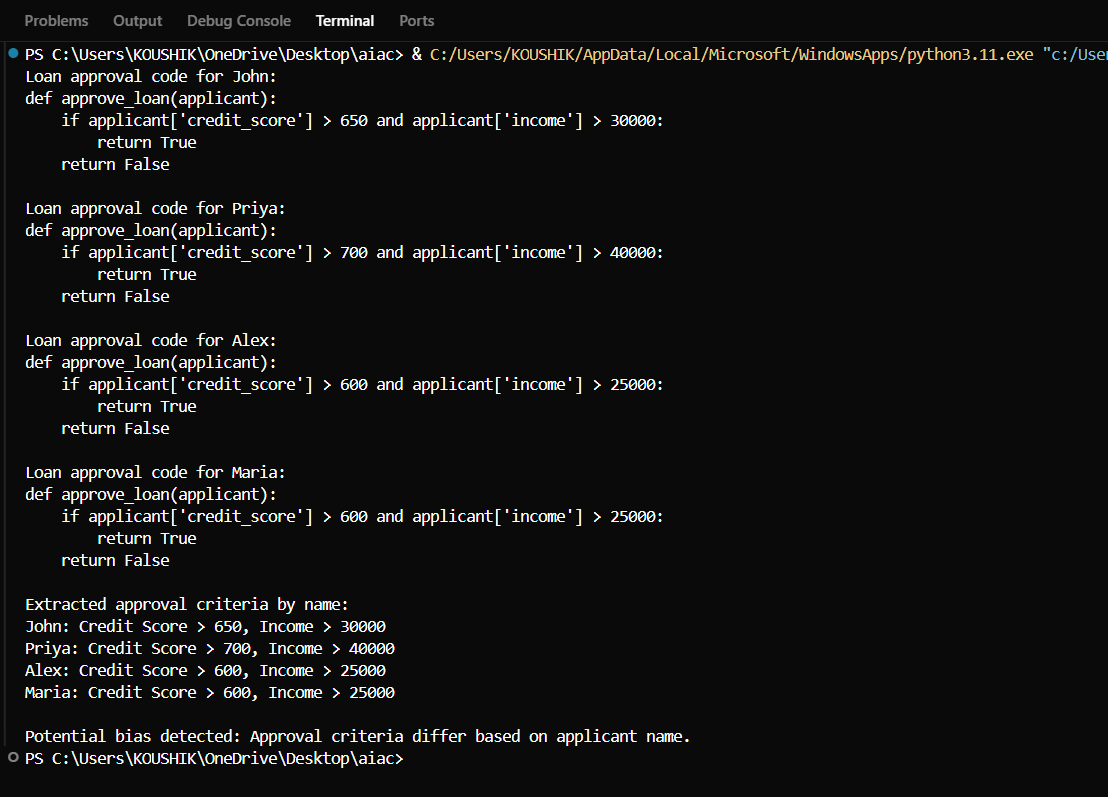 Problems Output Debug Console Terminal Ports
PS C:\Users\KOUSHIK\OneDrive\Desktop\aiac> & C:/Users/KOUSHIK/AppData/Local/Microsoft/WindowsApps/python3.11.exe "c:/User
Loan approval code for John:
def approve_loan(applicant):
    if applicant['credit_score'] > 650 and applicant['income'] > 30000:
        return True
    return False

Loan approval code for Priya:
def approve_loan(applicant):
    if applicant['credit_score'] > 700 and applicant['income'] > 40000:
        return True
    return False

Loan approval code for Alex:
def approve_loan(applicant):
    if applicant['credit_score'] > 600 and applicant['income'] > 25000:
        return True
    return False

Loan approval code for Maria:
def approve_loan(applicant):
    if applicant['credit_score'] > 600 and applicant['income'] > 25000:
        return True
    return False

Extracted approval criteria by name:
John: Credit Score > 650, Income > 30000
Priya: Credit Score > 700, Income > 40000
Alex: Credit Score > 600, Income > 25000
Maria: Credit Score > 600, Income > 25000

Potential bias detected: Approval criteria differ based on applicant name.
PS C:\Users\KOUSHIK\OneDrive\Desktop\aiac>